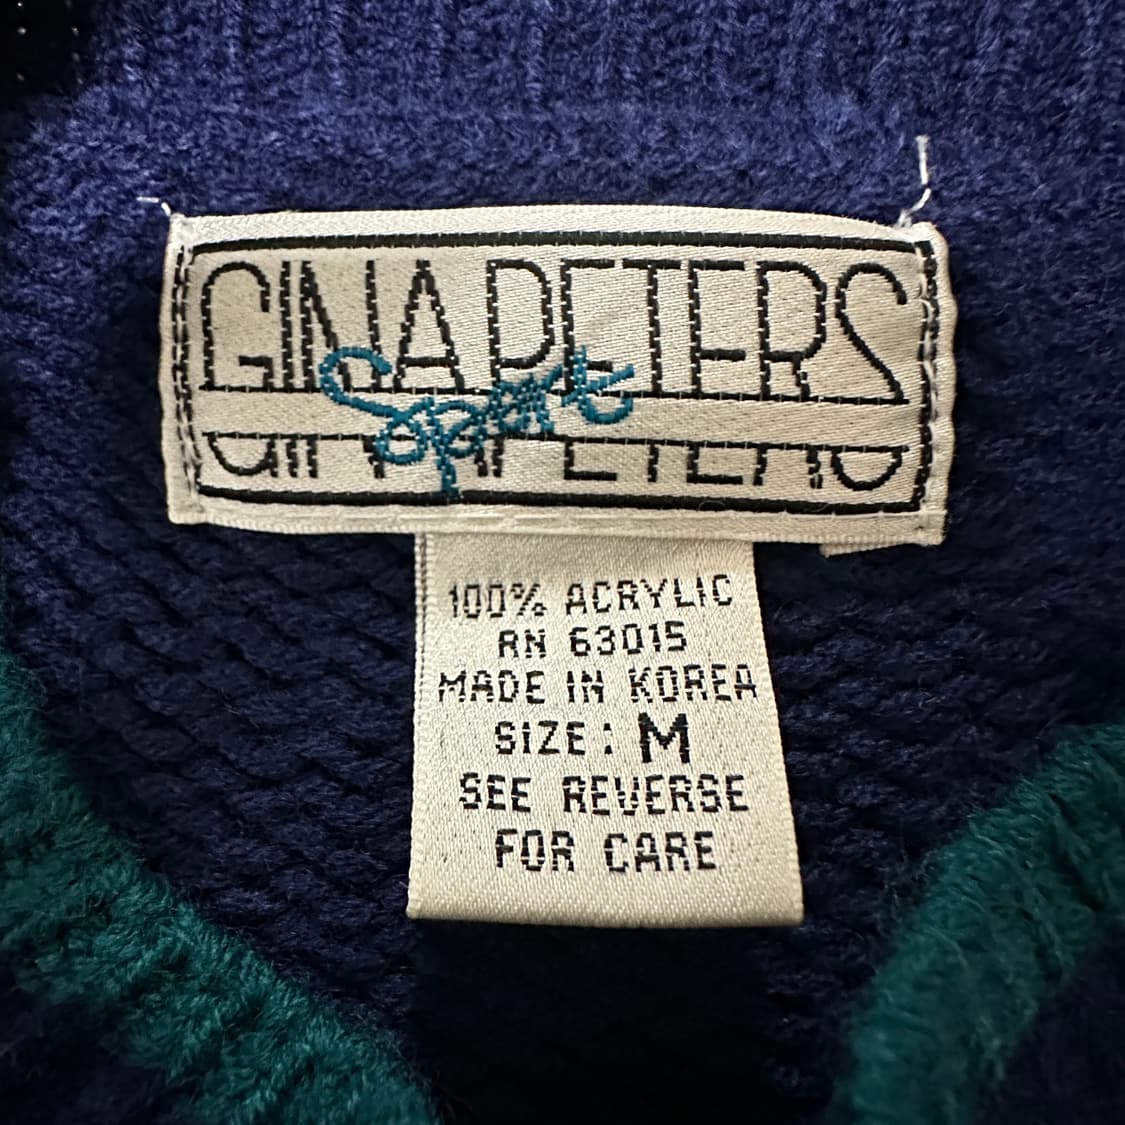 GINA PETERS
Sport
100% ACRYLIC
RN 63015
MADE IN KOREA
SIZE: M
SEE REVERSE
FOR CARE